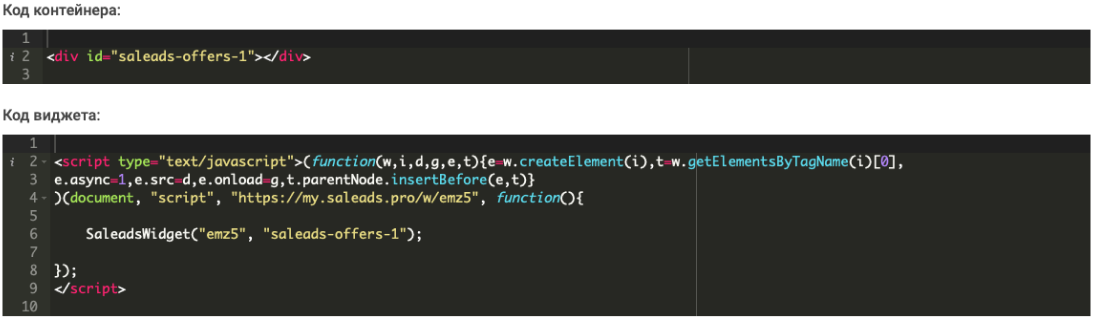 Код контейнера:
1
i 2 <div id="saleads-offers-1"></div>
3
Код виджета:
1
i 2 <script type="text/javascript">(function(w,i,d,g,e,t){e=w.createElement(i),t=w.getElementsByTagName(i)[0],
3 e.async=1,e.src=d,e.onload=g,t.parentNode.insertBefore(e,t)}
4 )(document, "script", "https://my.saleads.pro/w/emz5", function(){
5
6 SaleadsWidget("emz5", "saleads-offers-1");
7
8 });
9 </script>
10